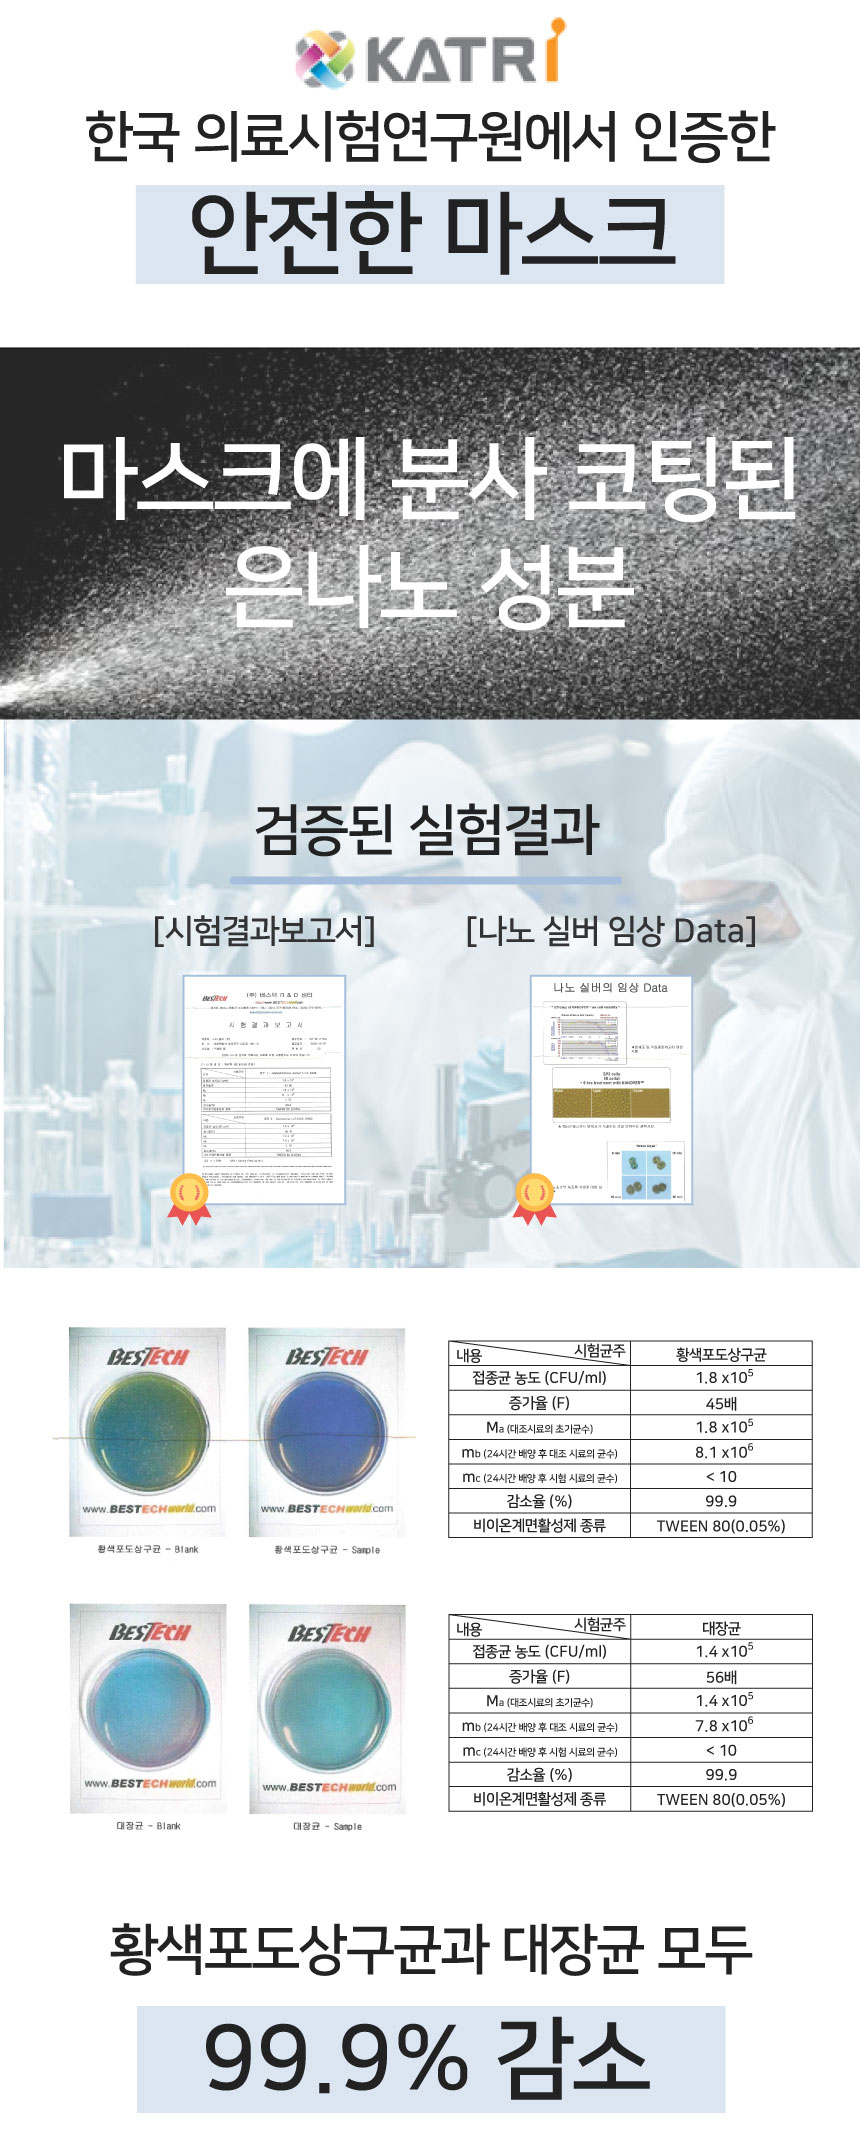 KATRi
한국 의료시험연구원에서 인증한
안전한 마스크
마스크에 분사 코팅된
은나노 성분
검증된 실험결과
[시험결과보고서] [나노 실버 임상 Data]
BESTECH (주) 베스텍 R & D 센터
시 험 결 과 보 고 서
나노 실버의 임상 Data
BESTECH BESTECH
www.BESTECHworld.com www.BESTECHworld.com
황색포도상구균 - Blank 황색포도상구균 - Sample
내용 시험균주 황색포도상구균
접종균 농도 (CFU/ml) 1.8 x10⁵
증가율 (F) 45배
Ma (대조시료의 초기균수) 1.8 x10⁵
mb (24시간 배양 후 대조 시료의 균수) 8.1 x10⁶
mc (24시간 배양 후 시험 시료의 균수) < 10
감소율 (%) 99.9
비이온계면활성제 종류 TWEEN 80(0.05%)
BESTECH BESTECH
www.BESTECHworld.com www.BESTECHworld.com
대장균 - Blank 대장균 - Sample
내용 시험균주 대장균
접종균 농도 (CFU/ml) 1.4 x10⁵
증가율 (F) 56배
Ma (대조시료의 초기균수) 1.4 x10⁵
mb (24시간 배양 후 대조 시료의 균수) 7.8 x10⁶
mc (24시간 배양 후 시험 시료의 균수) < 10
감소율 (%) 99.9
비이온계면활성제 종류 TWEEN 80(0.05%)
황색포도상구균과 대장균 모두
99.9% 감소